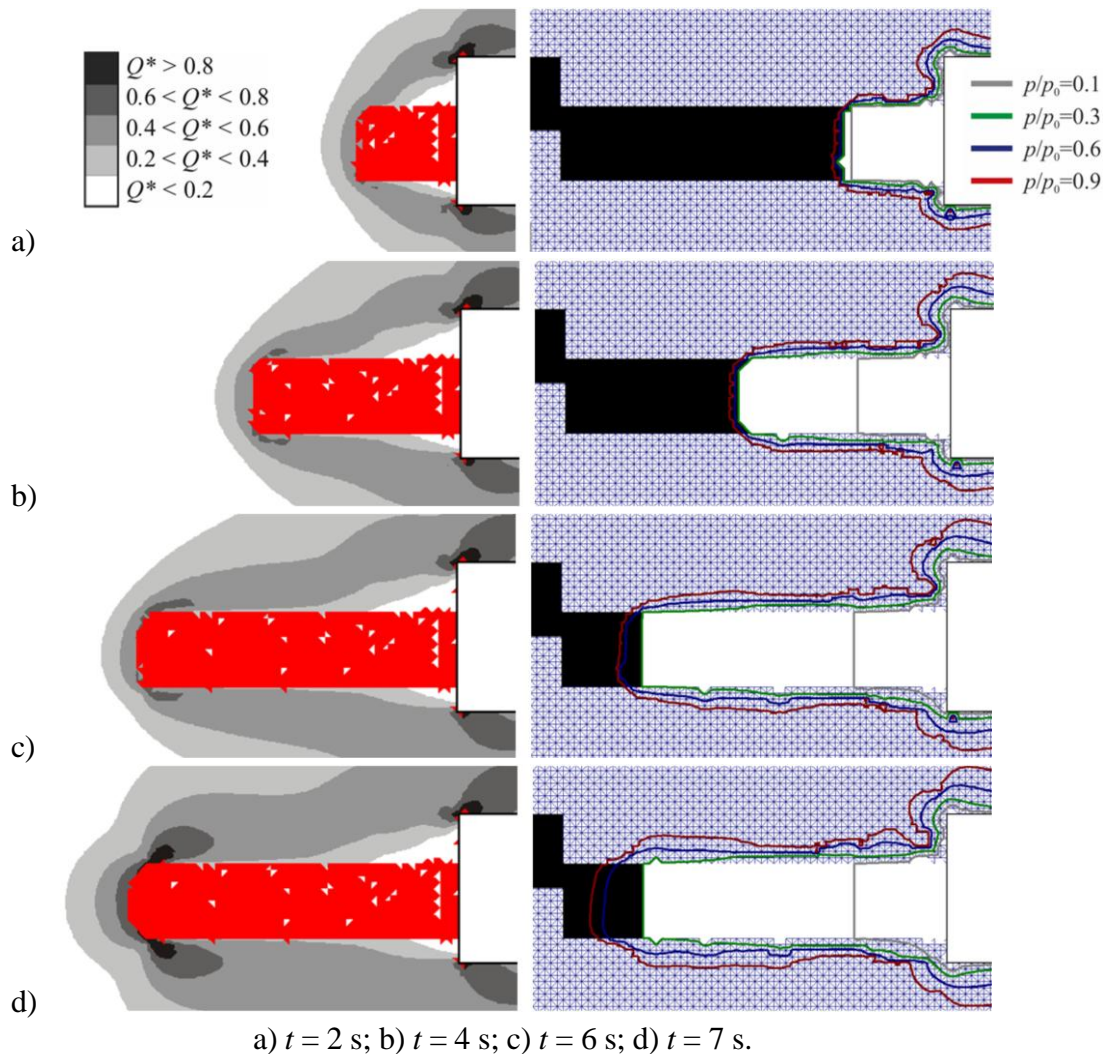 Q* > 0.8
0.6 < Q* < 0.8
0.4 < Q* < 0.6
0.2 < Q* < 0.4
Q* < 0.2
p/p₀=0.1
p/p₀=0.3
p/p₀=0.6
p/p₀=0.9
a)
b)
c)
d)
a) t = 2 s; b) t = 4 s; c) t = 6 s; d) t = 7 s.